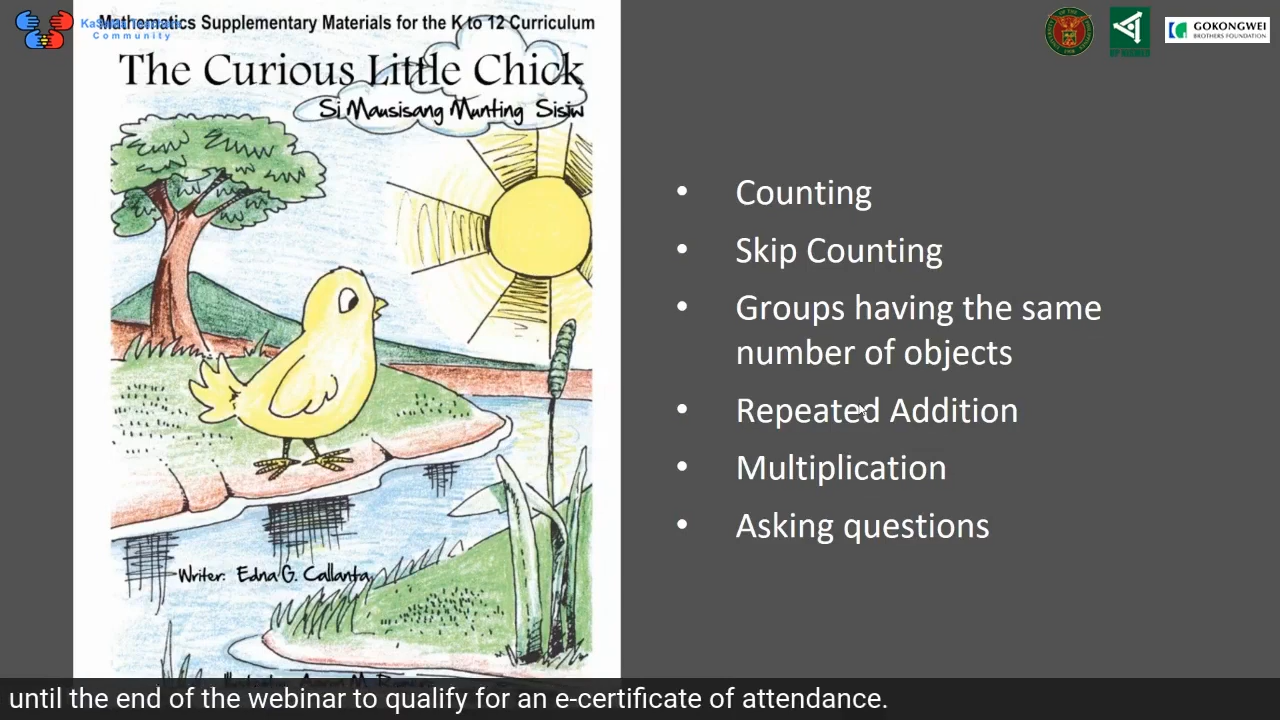 Mathematics Supplementary Materials for the K to 12 Curriculum
KaSaMa Teachers
Community
The Curious Little Chick
Si Mausisang Munting Sisiw
Writer: Edna G. Callanta
• Counting
• Skip Counting
• Groups having the same
number of objects
• Repeated Addition
• Multiplication
• Asking questions
GOKONGWEI
BROTHERS FOUNDATION
until the end of the webinar to qualify for an e-certificate of attendance.